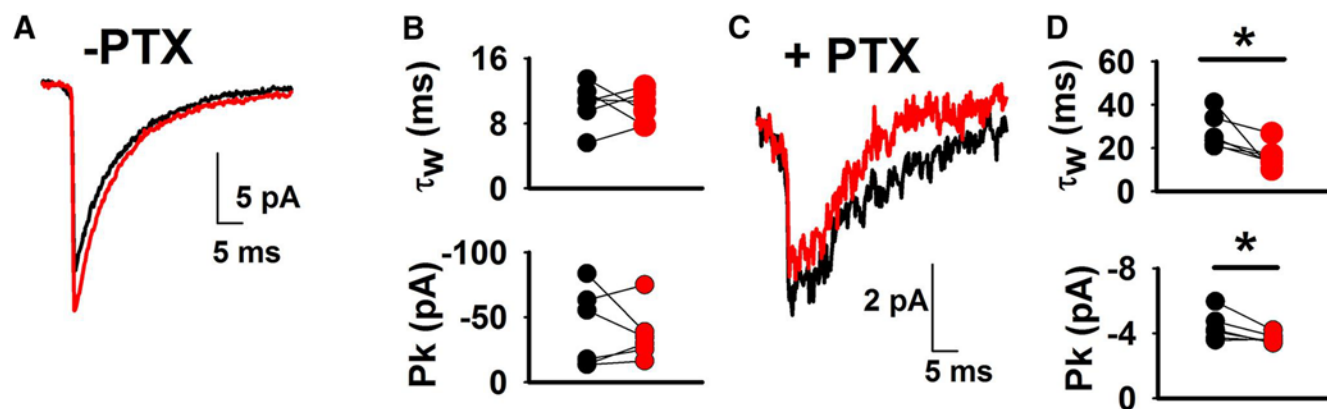 A
-PTX
5 pA
5 ms
B
τw (ms)
16
8
0
Pk (pA)
-100
-50
0
C
+ PTX
2 pA
5 ms
D
*
τw (ms)
60
40
20
0
*
Pk (pA)
-8
-4
0